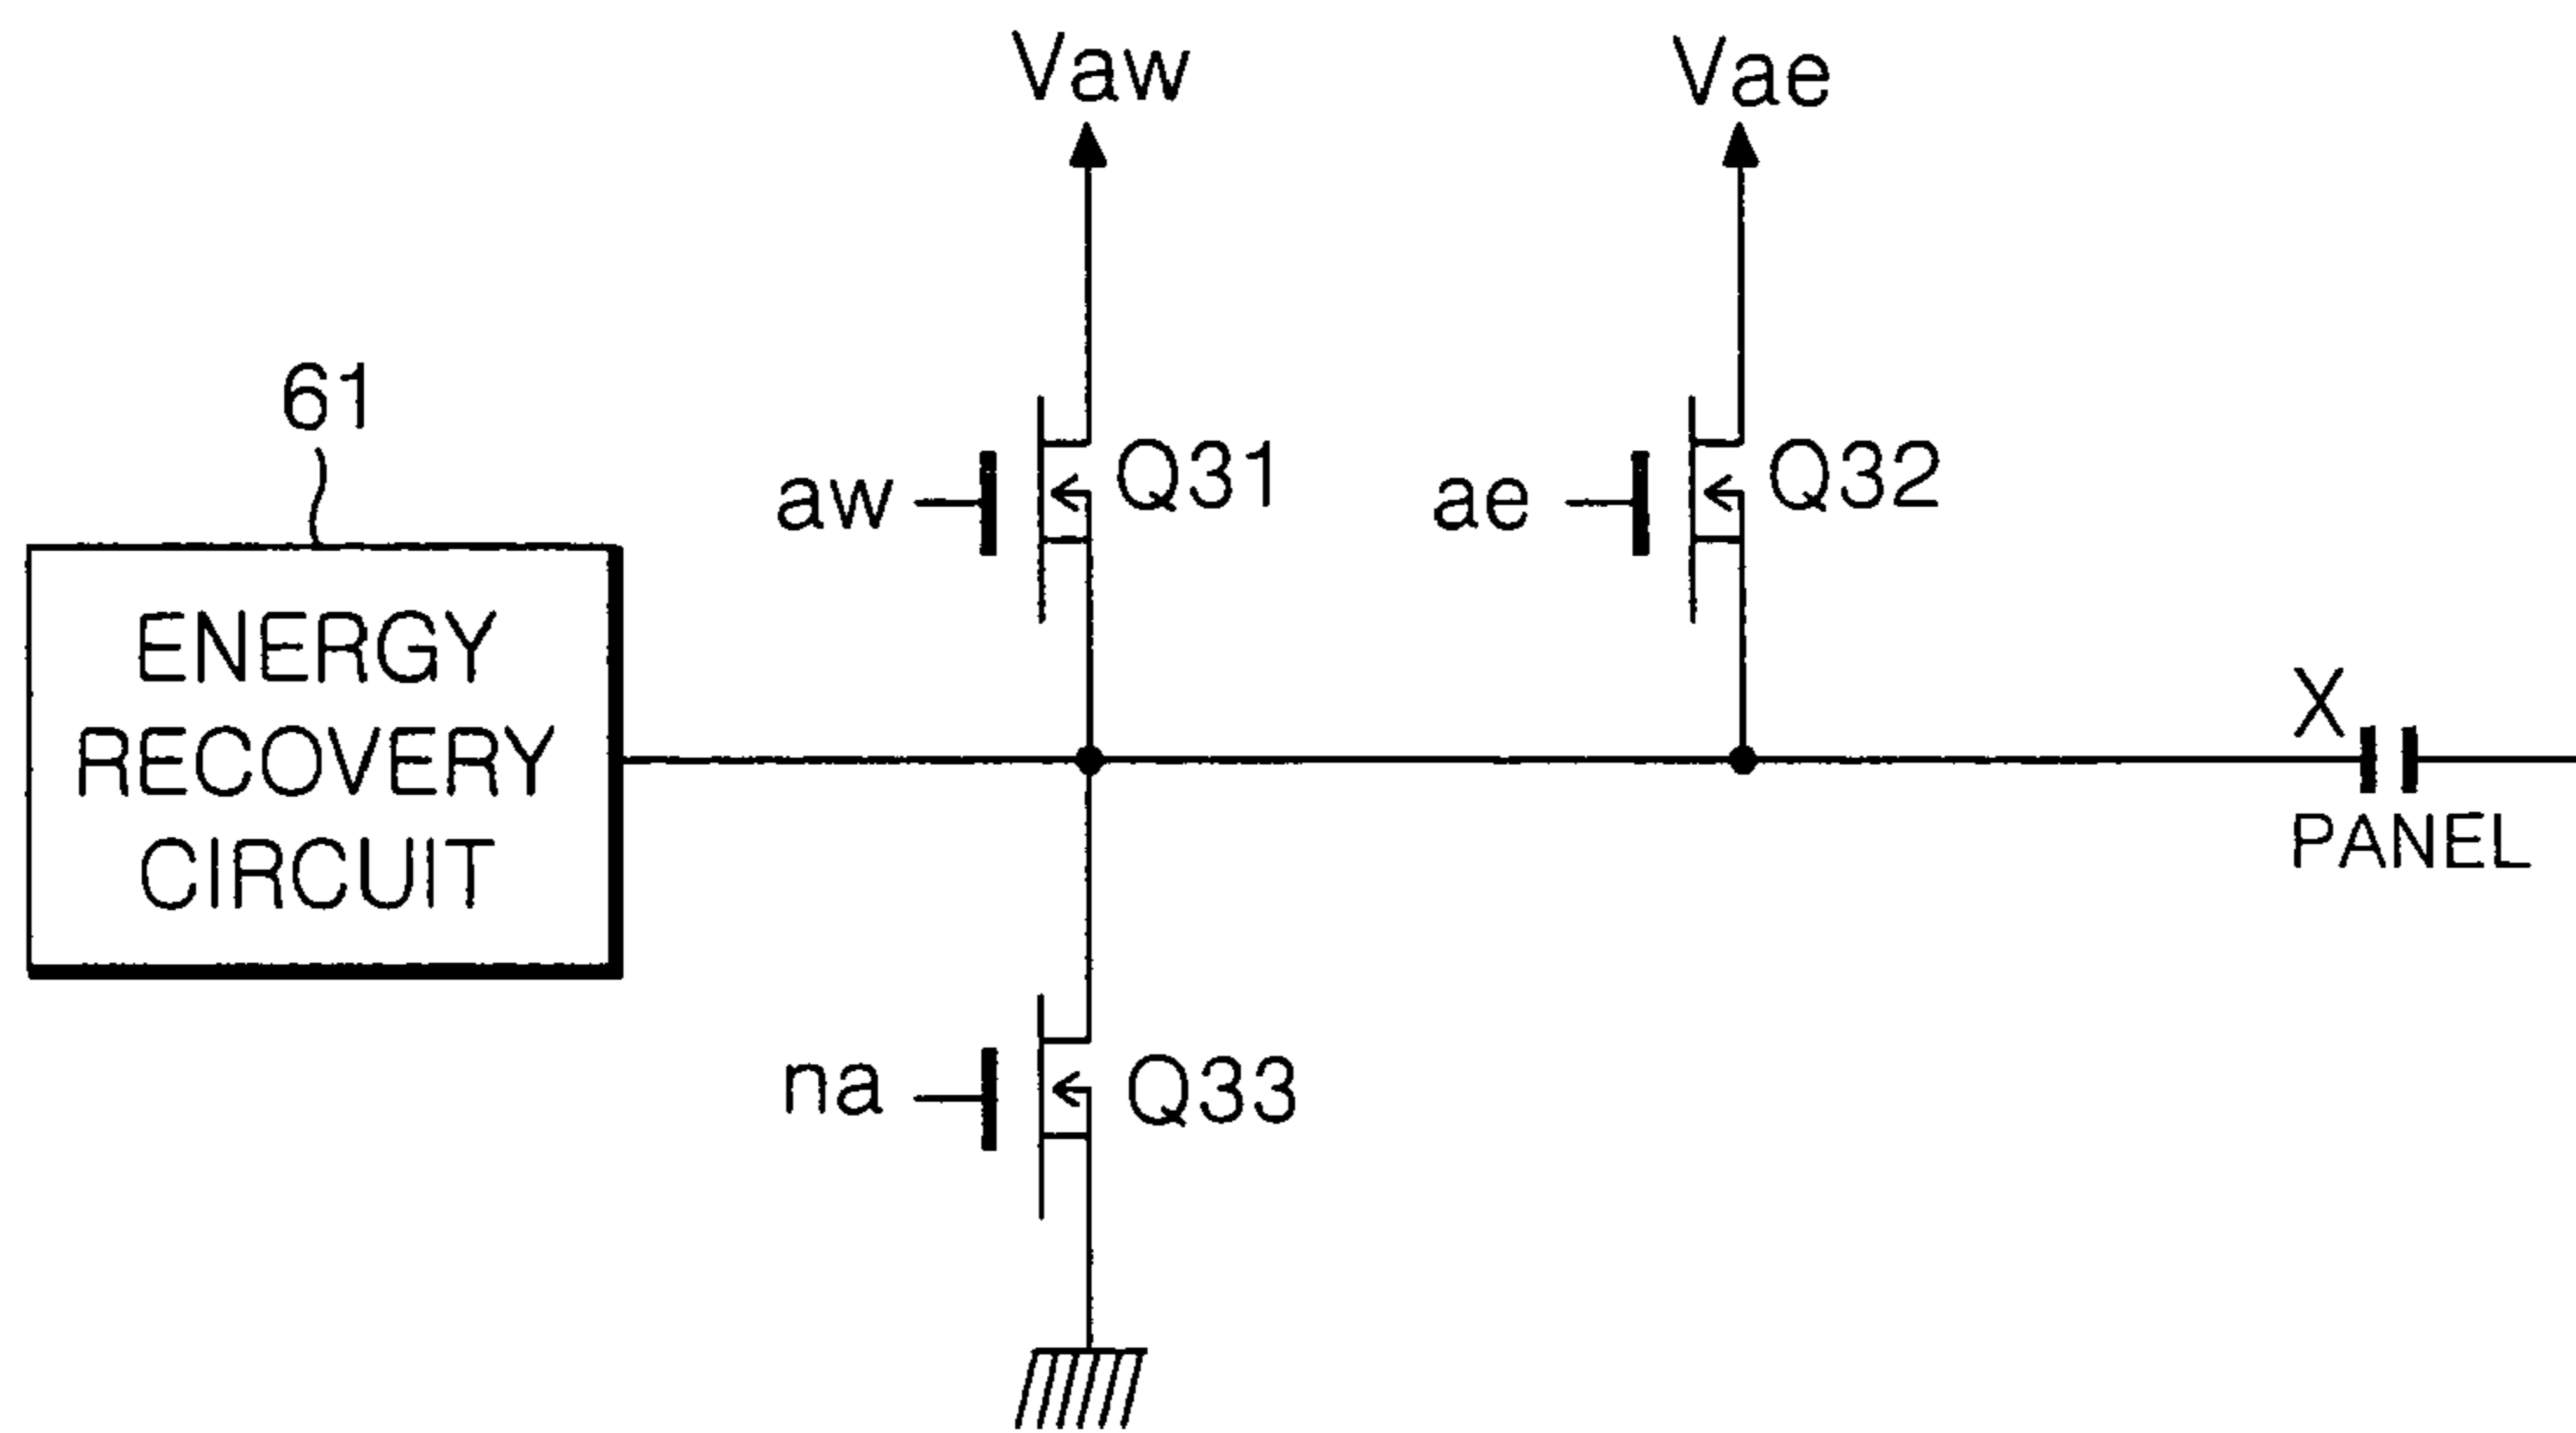 Vaw
Vae
61
aw
Q31
ae
Q32
ENERGY
RECOVERY
CIRCUIT
X
PANEL
na
Q33